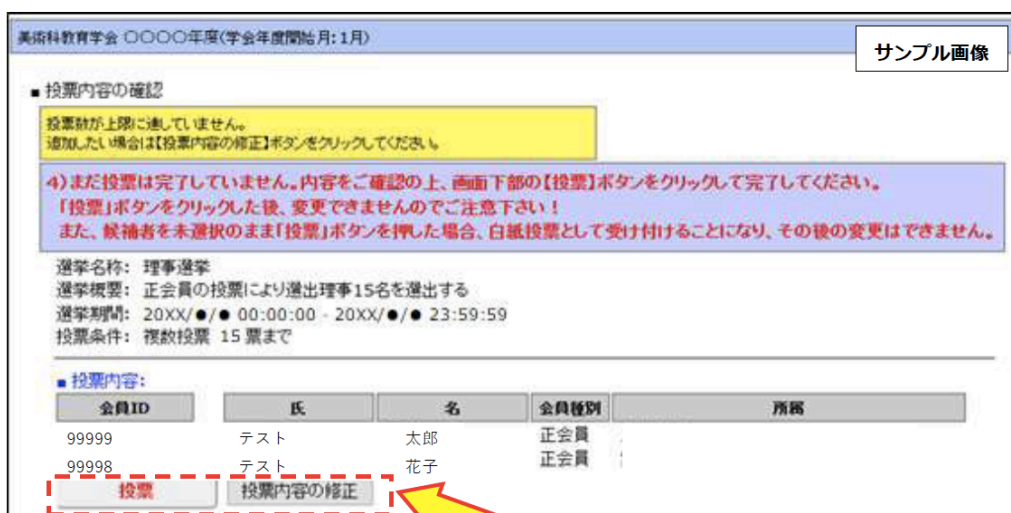 美術科教育学会 〇〇〇〇年度(学会年度開始月:1月)
サンプル画像
■ 投票内容の確認
投票数が上限に達していません。
追加したい場合は【投票内容の修正】ボタンをクリックしてください。
4)まだ投票は完了していません。内容をご確認の上、画面下部の【投票】ボタンをクリックして完了してください。
「投票」ボタンをクリックした後、変更できませんのでご注意下さい！
また、候補者を未選択のまま「投票」ボタンを押した場合、白紙投票として受け付けることになり、その後の変更はできません。
選挙名称: 理事選挙
選挙概要: 正会員の投票により選出理事15名を選出する
選挙期間: 20XX/●/● 00:00:00 - 20XX/●/● 23:59:59
投票条件: 複数投票 15 票まで
■ 投票内容:
会員ID 氏 名 会員種別 所属
99999 テスト 太郎 正会員
99998 テスト 花子 正会員
投票 投票内容の修正